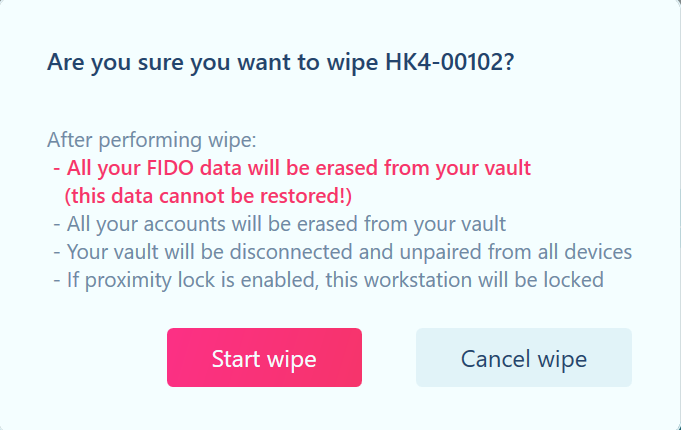 Are you sure you want to wipe HK4-00102?
After performing wipe:
- All your FIDO data will be erased from your vault
(this data cannot be restored!)
- All your accounts will be erased from your vault
- Your vault will be disconnected and unpaired from all devices
- If proximity lock is enabled, this workstation will be locked
Start wipe
Cancel wipe